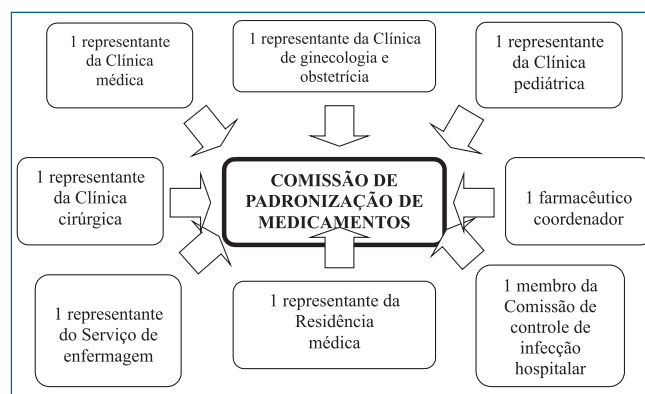 1 representante
da Clínica
médica
1 representante da Clínica
de ginecologia e
obstetrícia
1 representante
da Clínica
pediátrica
1 representante
da Clínica
cirúrgica
COMISSÃO DE
PADRONIZAÇÃO DE
MEDICAMENTOS
1 farmacêutico
coordenador
1 representante
do Serviço de
enfermagem
1 representante da
Residência
médica
1 membro da
Comissão de
controle de
infecção
hospitalar